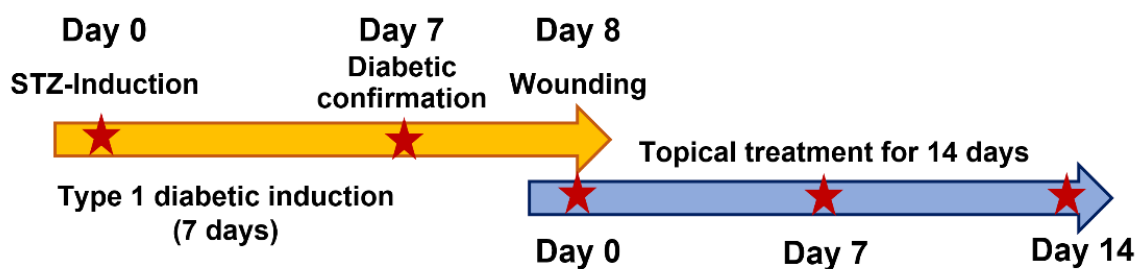 Day 0
Day 7
Day 8
STZ-Induction
Diabetic
confirmation
Wounding
Type 1 diabetic induction
(7 days)
Topical treatment for 14 days
Day 0
Day 7
Day 14